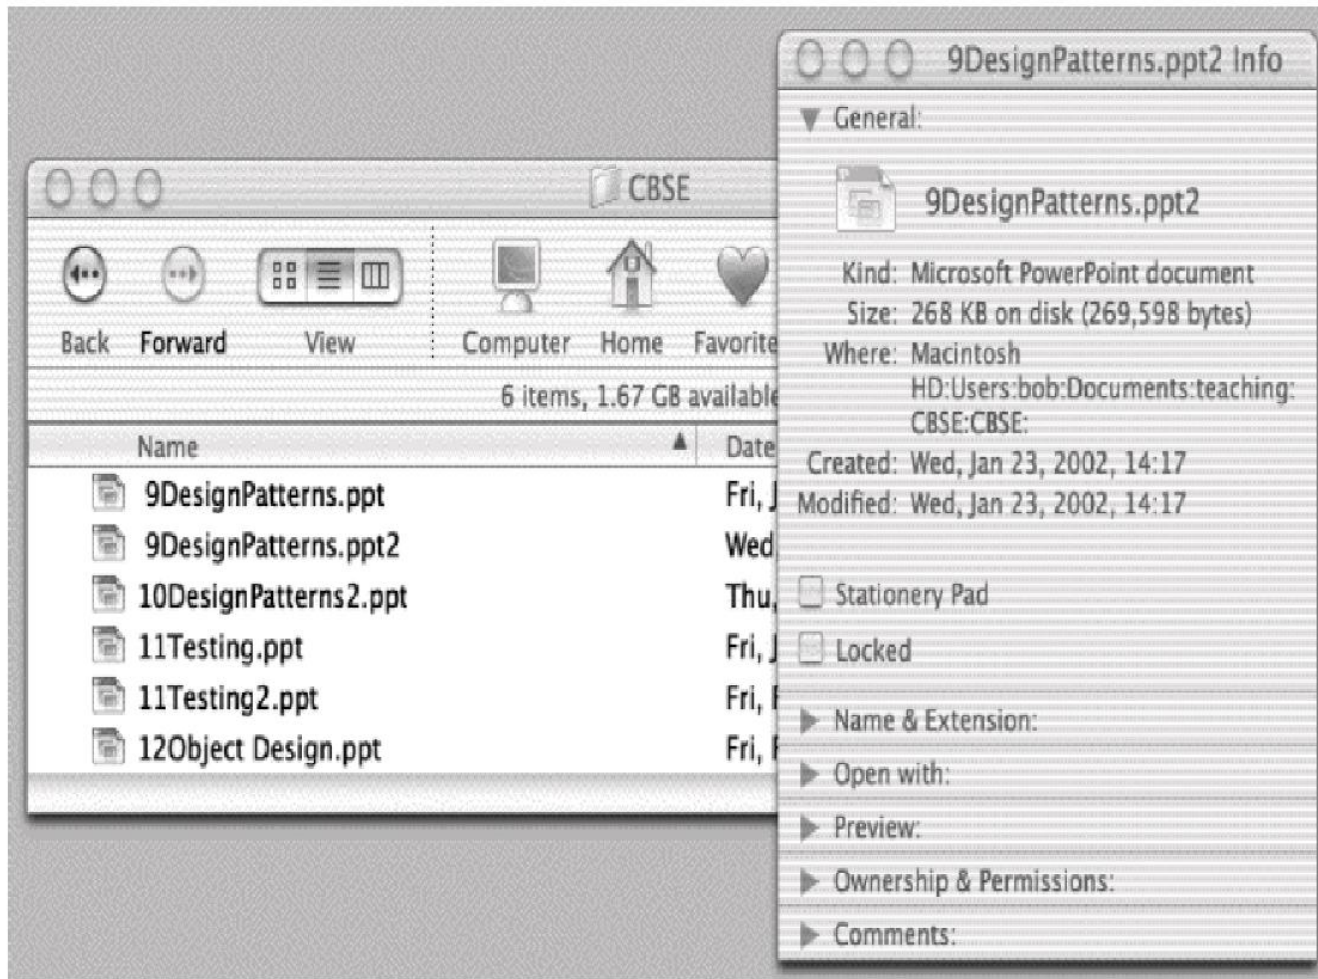 CBSE
Back Forward View Computer Home Favorite
6 items, 1.67 GB available
Name Date
9DesignPatterns.ppt Fri, J
9DesignPatterns.ppt2 Wed
10DesignPatterns2.ppt Thu,
11Testing.ppt Fri, J
11Testing2.ppt Fri, F
12Object Design.ppt Fri, F
9DesignPatterns.ppt2 Info
General:
9DesignPatterns.ppt2
Kind: Microsoft PowerPoint document
Size: 268 KB on disk (269,598 bytes)
Where: Macintosh
HD:Users:bob:Documents:teaching:
CBSE:CBSE:
Created: Wed, Jan 23, 2002, 14:17
Modified: Wed, Jan 23, 2002, 14:17
Stationery Pad
Locked
Name & Extension:
Open with:
Preview:
Ownership & Permissions:
Comments: